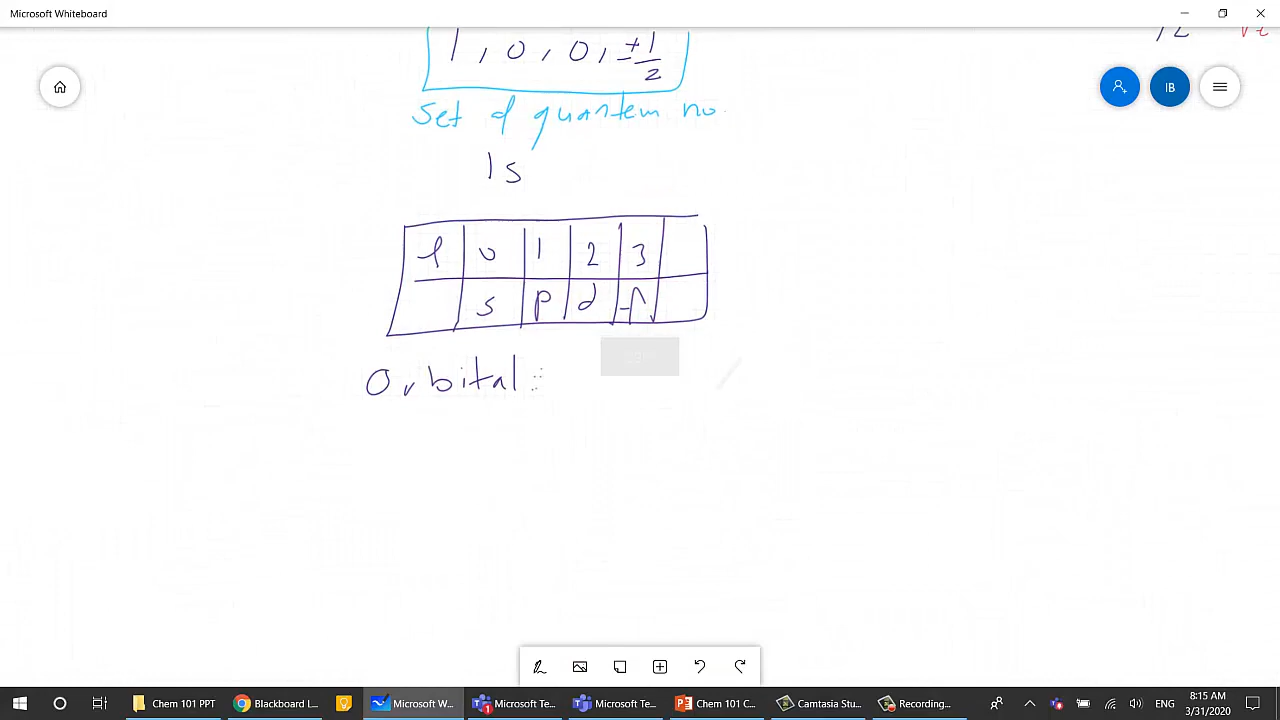 Microsoft Whiteboard
1, 0, 0, ±1/2
Set of quantem no.
IB
1s
l 0 1 2 3
s p d f
Orbital :
Chem 101 PPT
Blackboard L...
Microsoft W...
Microsoft Te...
Microsoft Te...
Chem 101 C...
Camtasia Stu...
Recording...
ENG
8:15 AM
3/31/2020